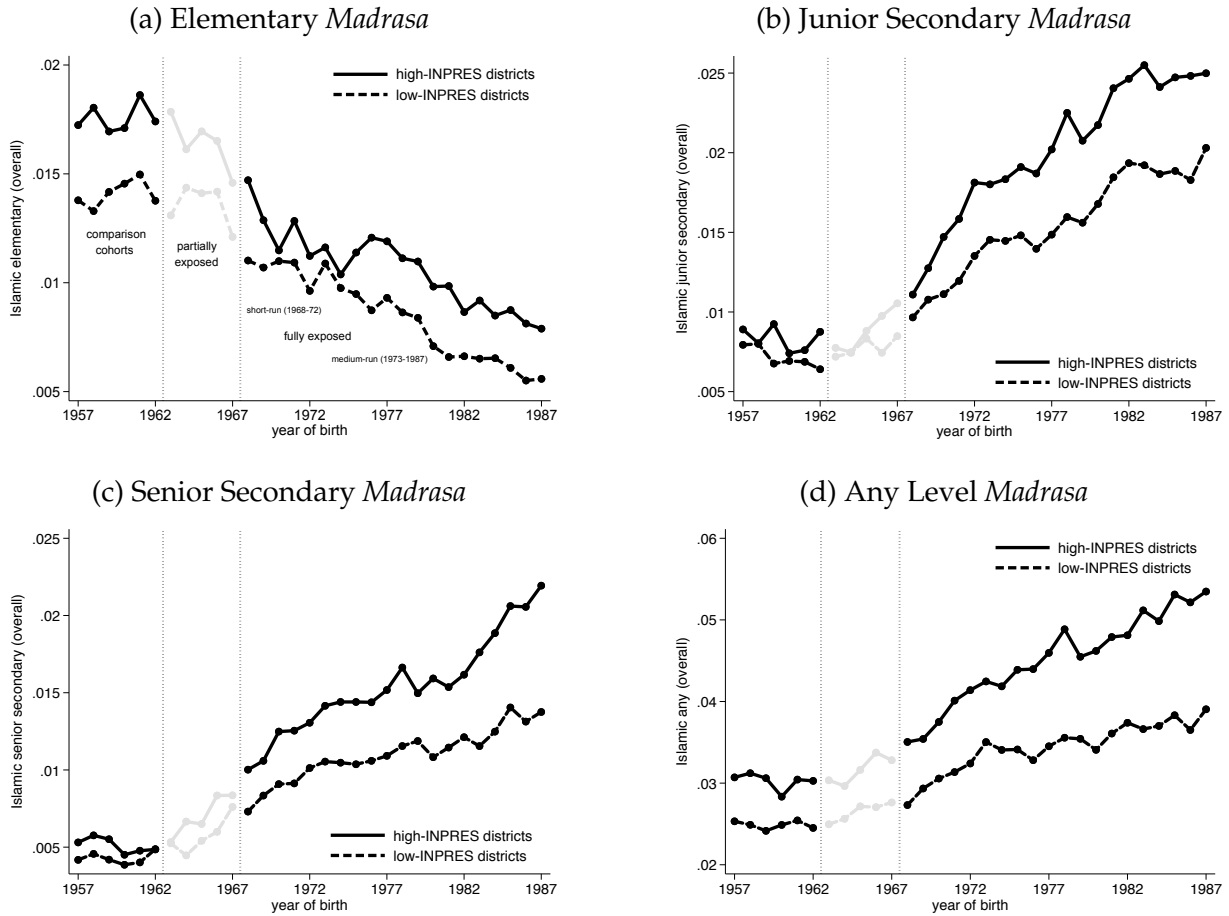 (a) Elementary Madrasa
Islamic elementary (overall)
.02
.015
.01
.005
high-INPRES districts
low-INPRES districts
comparison
cohorts
partially
exposed
short-run (1968-72)
fully exposed
medium-run (1973-1987)
1957 1962 1967 1972 1977 1982 1987
year of birth
(b) Junior Secondary Madrasa
Islamic junior secondary (overall)
.025
.02
.015
.01
.005
high-INPRES districts
low-INPRES districts
1957 1962 1967 1972 1977 1982 1987
year of birth
(c) Senior Secondary Madrasa
Islamic senior secondary (overall)
.025
.02
.015
.01
.005
high-INPRES districts
low-INPRES districts
1957 1962 1967 1972 1977 1982 1987
year of birth
(d) Any Level Madrasa
Islamic any (overall)
.06
.05
.04
.03
.02
high-INPRES districts
low-INPRES districts
1957 1962 1967 1972 1977 1982 1987
year of birth